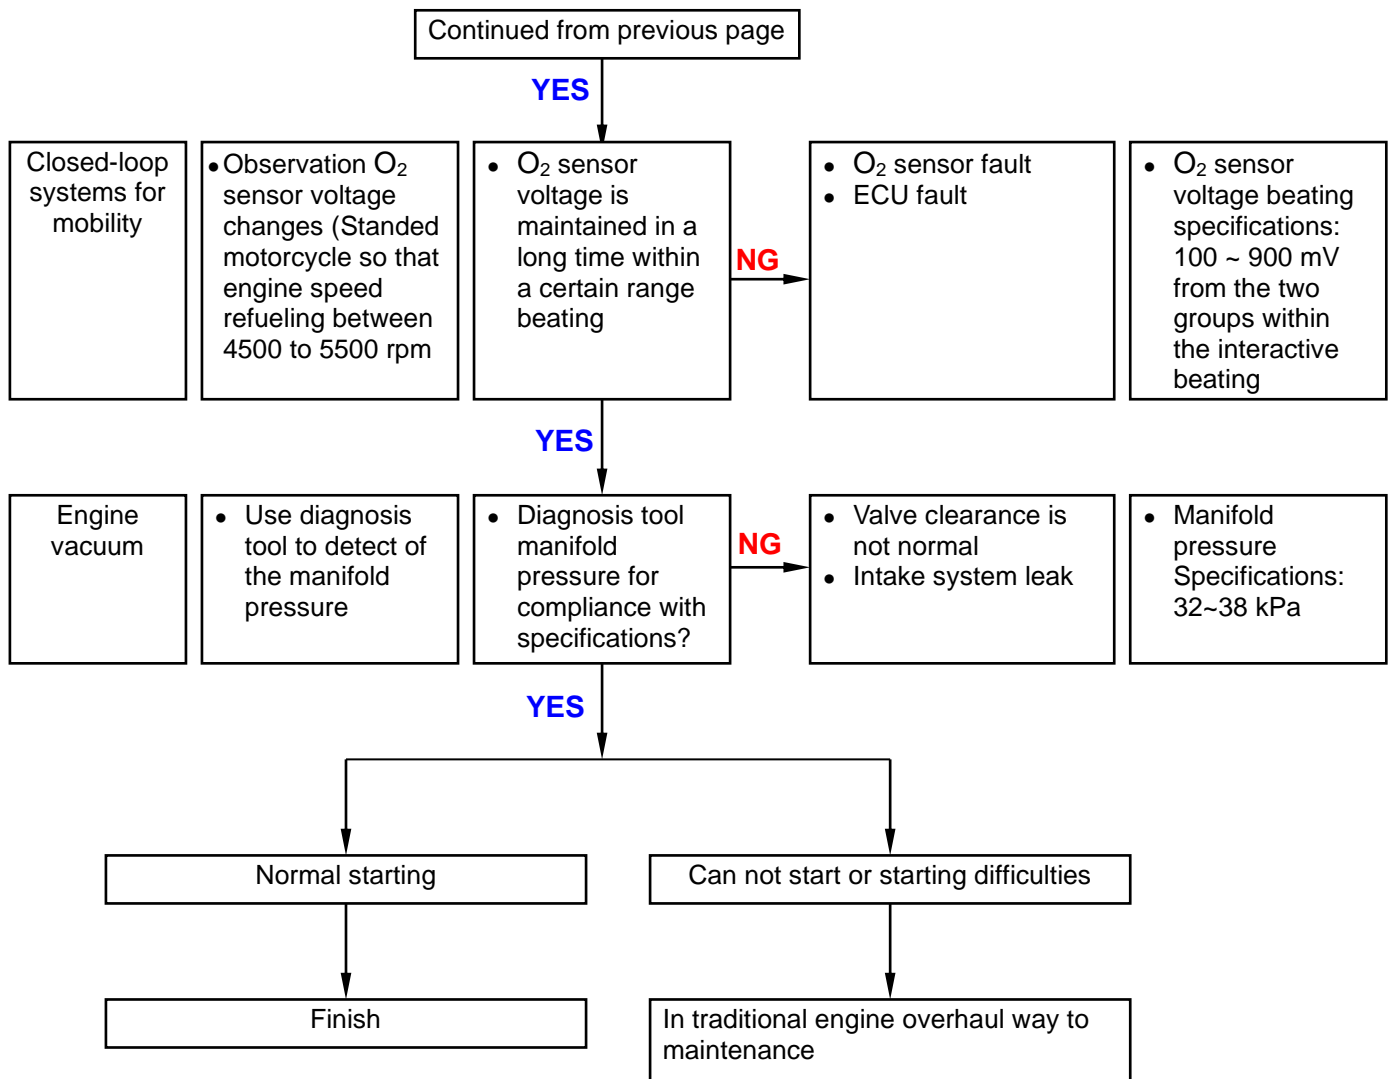 Continued from previous page
YES
Closed-loop
systems for
mobility
• Observation O₂
sensor voltage
changes (Standed
motorcycle so that
engine speed
refueling between
4500 to 5500 rpm
• O₂ sensor
voltage is
maintained in a
long time within
a certain range
beating
NG
• O₂ sensor fault
• ECU fault
• O₂ sensor
voltage beating
specifications:
100 ~ 900 mV
from the two
groups within
the interactive
beating
YES
Engine
vacuum
• Use diagnosis
tool to detect of
the manifold
pressure
• Diagnosis tool
manifold
pressure for
compliance with
specifications?
NG
• Valve clearance is
not normal
• Intake system leak
• Manifold
pressure
Specifications:
32~38 kPa
YES
Normal starting
Can not start or starting difficulties
Finish
In traditional engine overhaul way to
maintenance